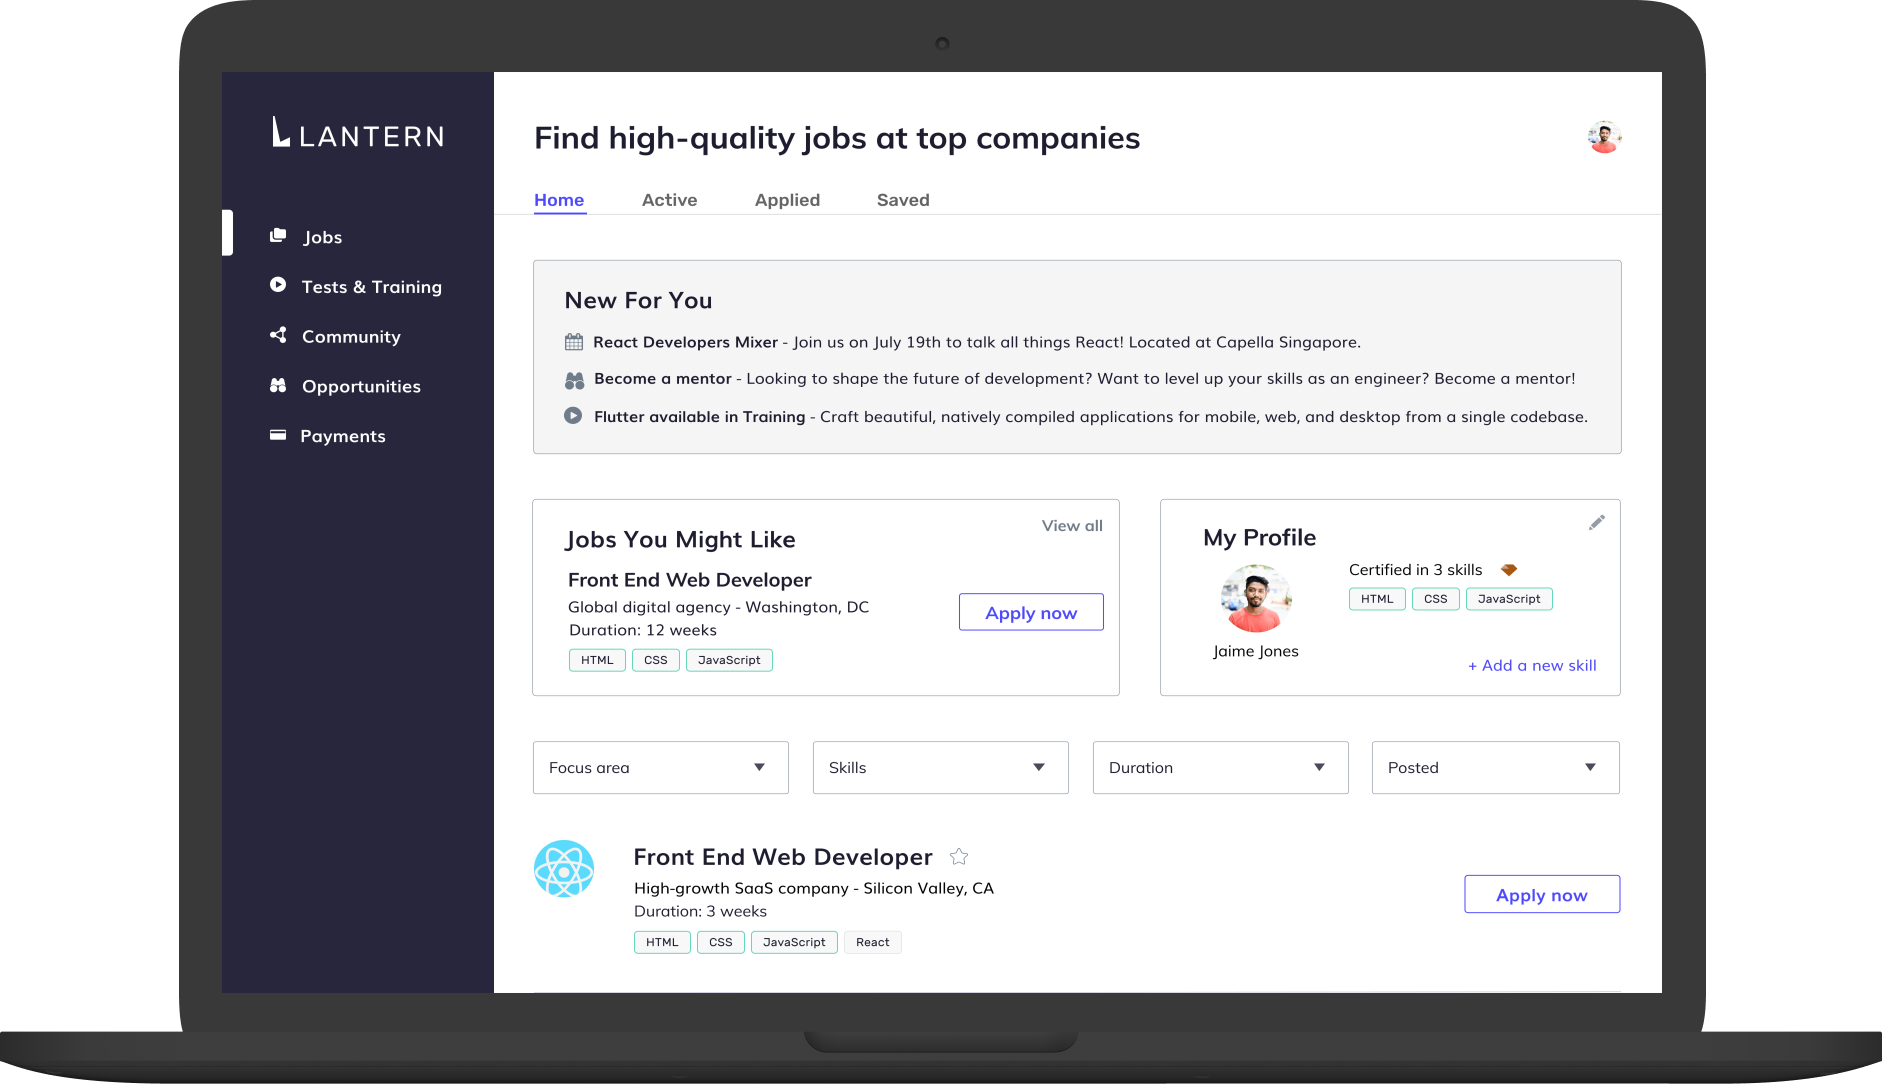 LANTERN
Jobs
Tests & Training
Community
Opportunities
Payments
Find high-quality jobs at top companies
Home Active Applied Saved
New For You
React Developers Mixer - Join us on July 19th to talk all things React! Located at Capella Singapore.
Become a mentor - Looking to shape the future of development? Want to level up your skills as an engineer? Become a mentor!
Flutter available in Training - Craft beautiful, natively compiled applications for mobile, web, and desktop from a single codebase.
View all
Jobs You Might Like
Front End Web Developer
Global digital agency - Washington, DC
Duration: 12 weeks
HTML CSS JavaScript
Apply now
My Profile
Certified in 3 skills
HTML CSS JavaScript
Jaime Jones
+ Add a new skill
Focus area Skills Duration Posted
Front End Web Developer
High-growth SaaS company - Silicon Valley, CA
Duration: 3 weeks
HTML CSS JavaScript React
Apply now